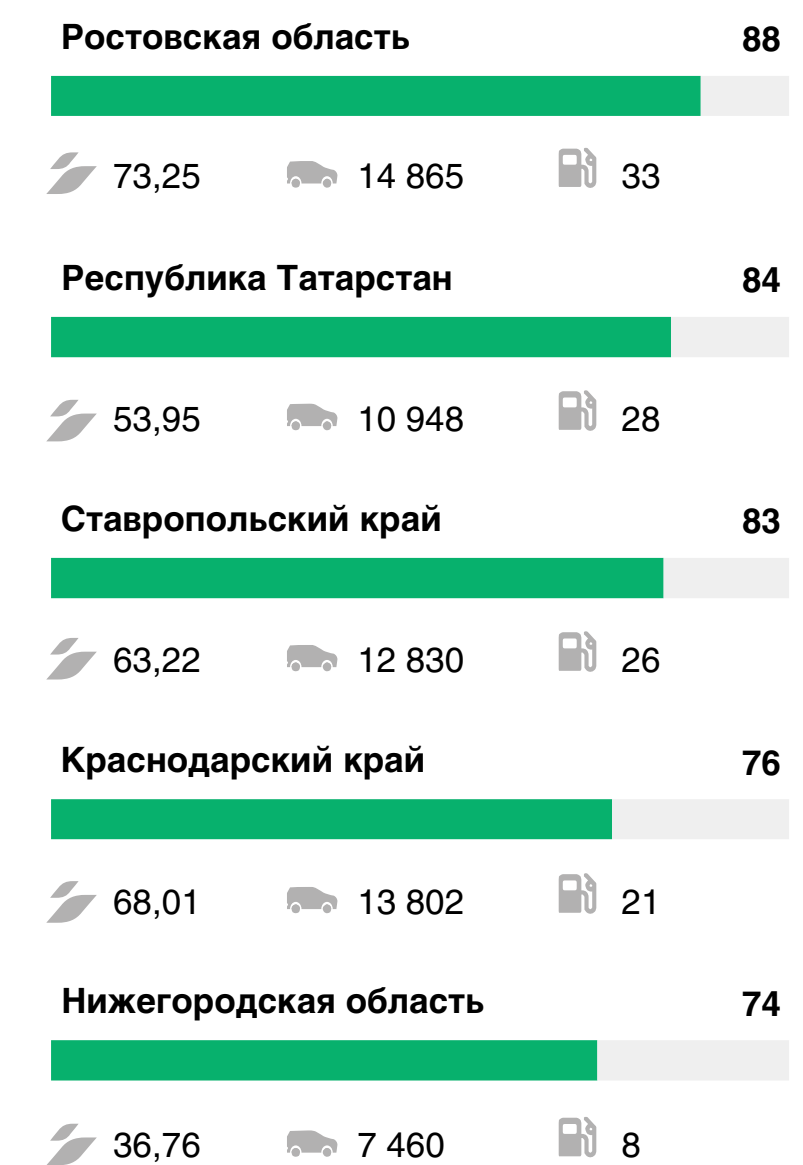 Ростовская область 88
73,25 14 865 33
Республика Татарстан 84
53,95 10 948 28
Ставропольский край 83
63,22 12 830 26
Краснодарский край 76
68,01 13 802 21
Нижегородская область 74
36,76 7 460 8